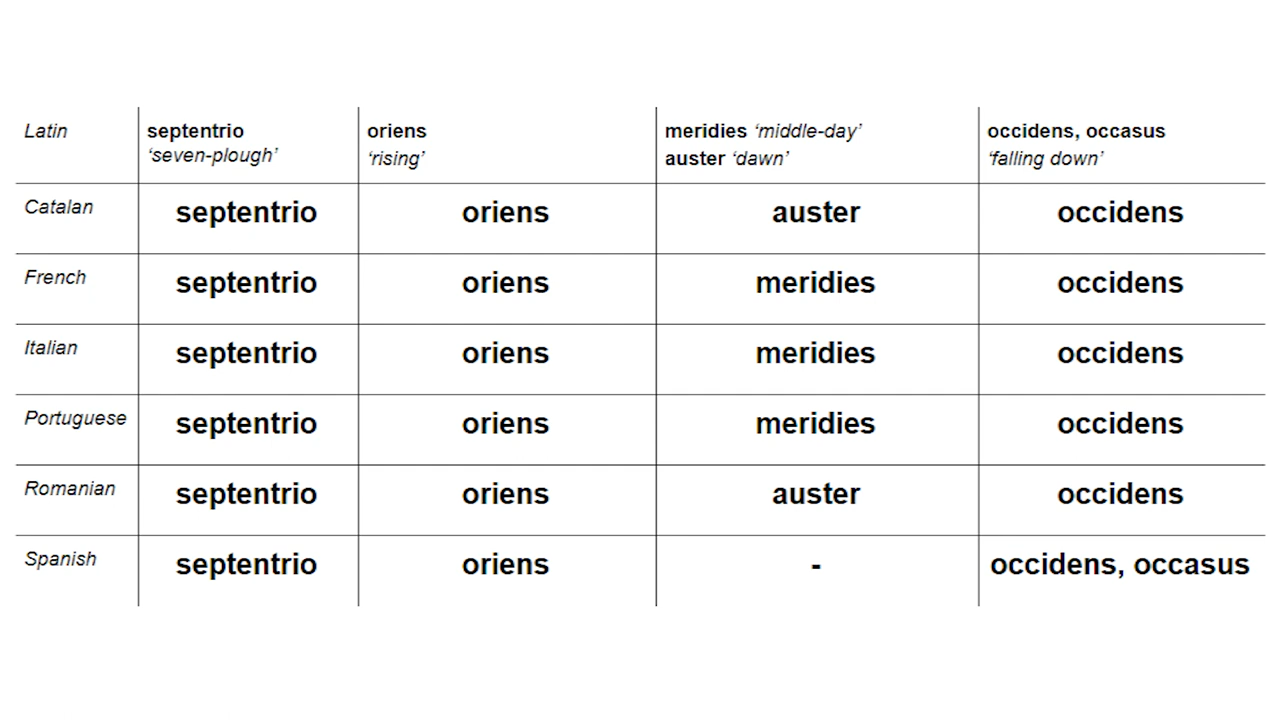 Latin septentrio oriens meridies ‘middle-day’ occidens, occasus
‘seven-plough’ ‘rising’ auster ‘dawn’ ‘falling down’
Catalan septentrio oriens auster occidens
French septentrio oriens meridies occidens
Italian septentrio oriens meridies occidens
Portuguese septentrio oriens meridies occidens
Romanian septentrio oriens auster occidens
Spanish septentrio oriens - occidens, occasus